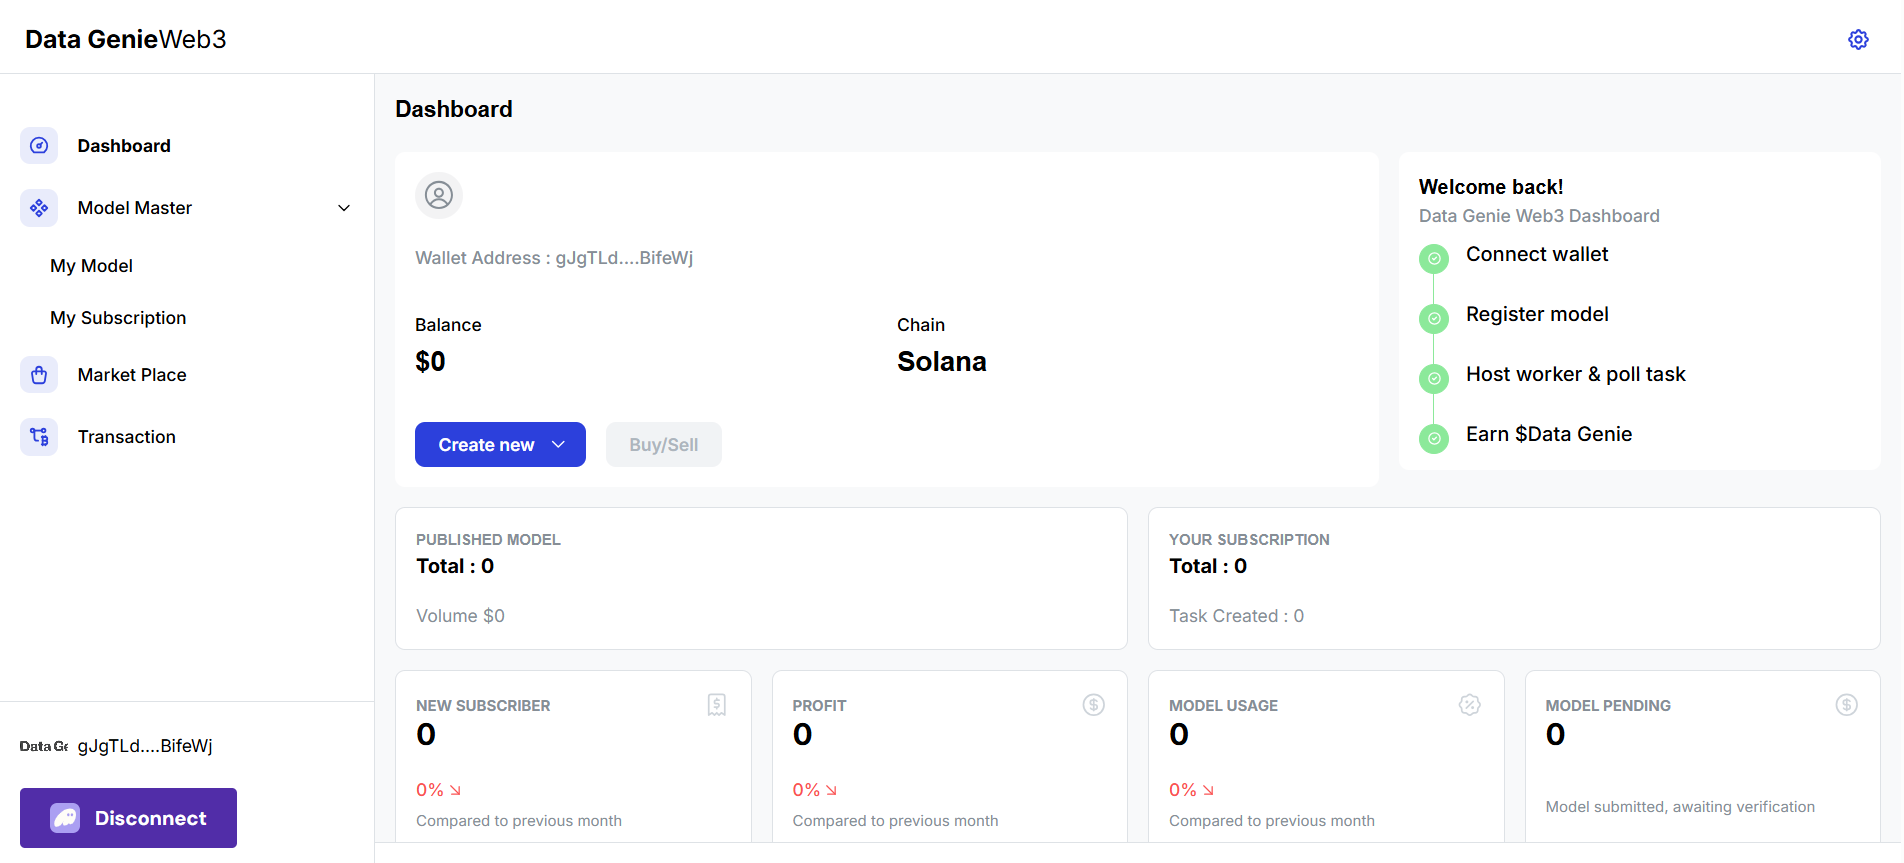 Data GenieWeb3
Dashboard
Model Master
My Model
My Subscription
Market Place
Transaction
Data Ge gJgTLd....BifeWj
Disconnect
Dashboard
Wallet Address : gJgTLd....BifeWj
Balance
$0
Chain
Solana
Create new
Buy/Sell
Welcome back!
Data Genie Web3 Dashboard
Connect wallet
Register model
Host worker & poll task
Earn $Data Genie
PUBLISHED MODEL
Total : 0
Volume $0
YOUR SUBSCRIPTION
Total : 0
Task Created : 0
NEW SUBSCRIBER
0
0%
Compared to previous month
PROFIT
0
0%
Compared to previous month
MODEL USAGE
0
0%
Compared to previous month
MODEL PENDING
0
Model submitted, awaiting verification